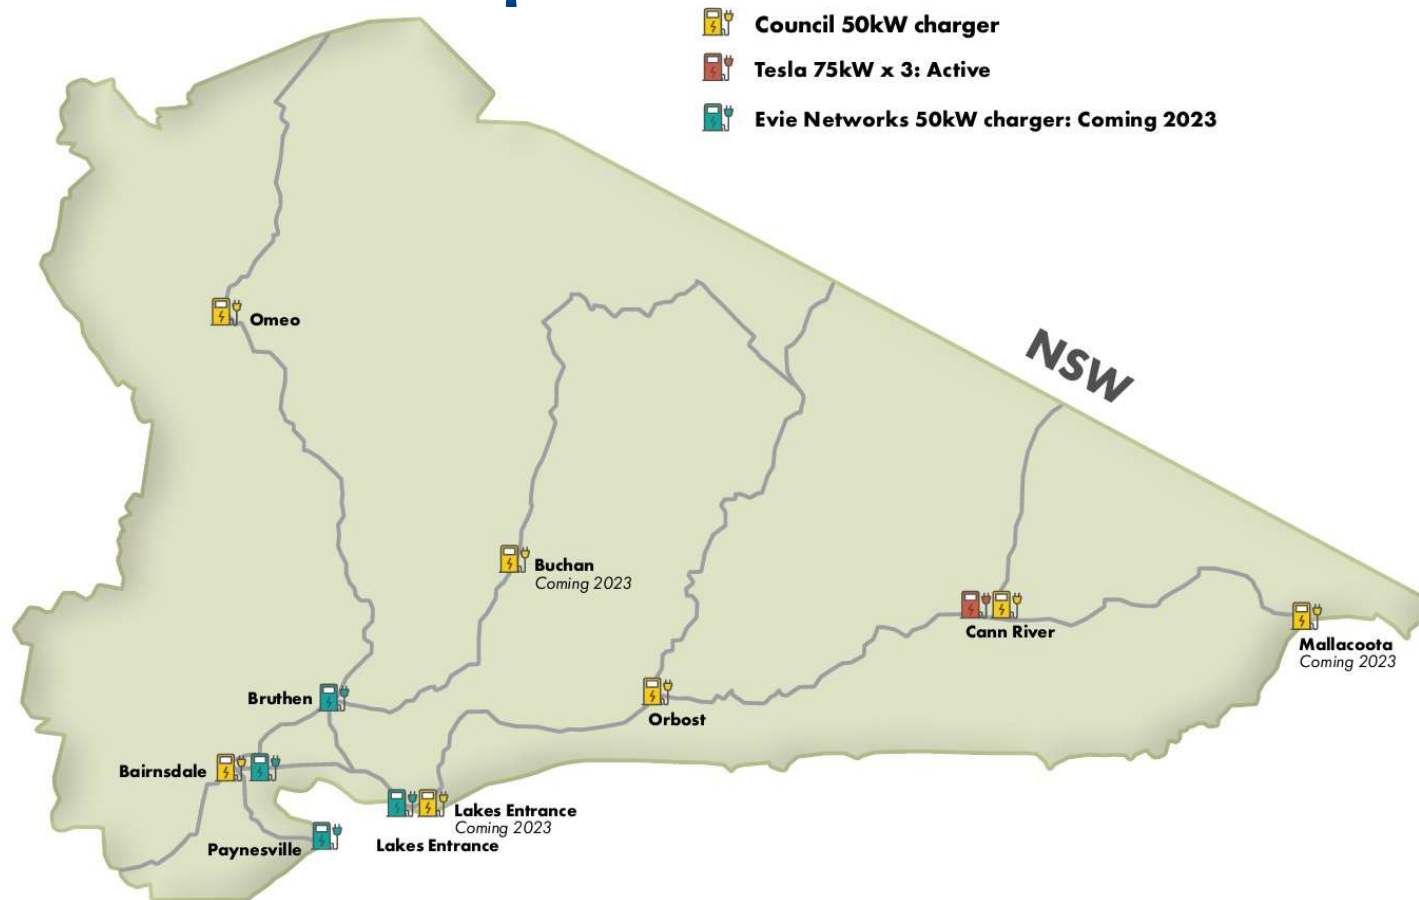 Council 50kW charger
Tesla 75kW x 3: Active
Evie Networks 50kW charger: Coming 2023
NSW
Omeo
Buchan
Coming 2023
Cann River
Mallacoota
Coming 2023
Bruthen
Orbost
Bairnsdale
Lakes Entrance
Coming 2023
Lakes Entrance
Paynesville